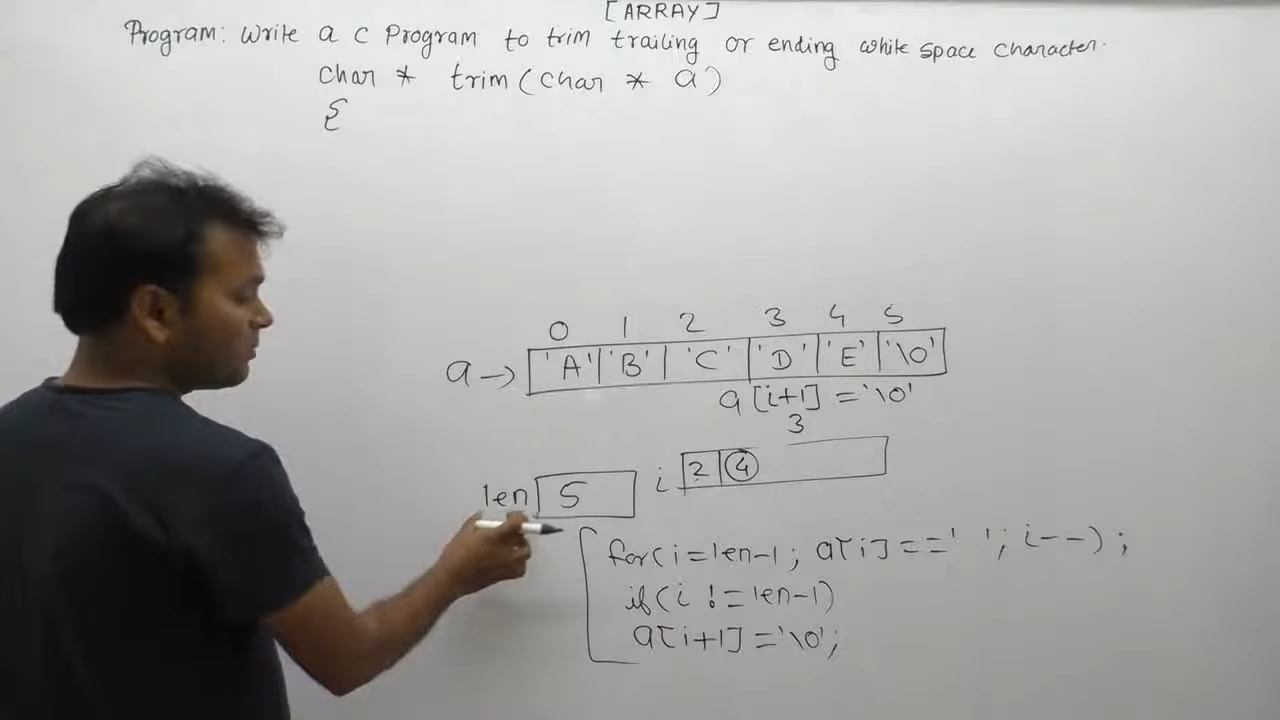 [ARRAY]
Program: Write a C Program to trim trailing or ending white space character.
char * trim(char * a)
{
0 1 2 3 4 5
a→ 'A' 'B' 'C' 'D' 'E' '\0'
a[i+1] = '\0'
3
len 5 i 2 4
for(i=len-1; a[i]==' '; i--);
if(i != len-1)
a[i+1]='\0';